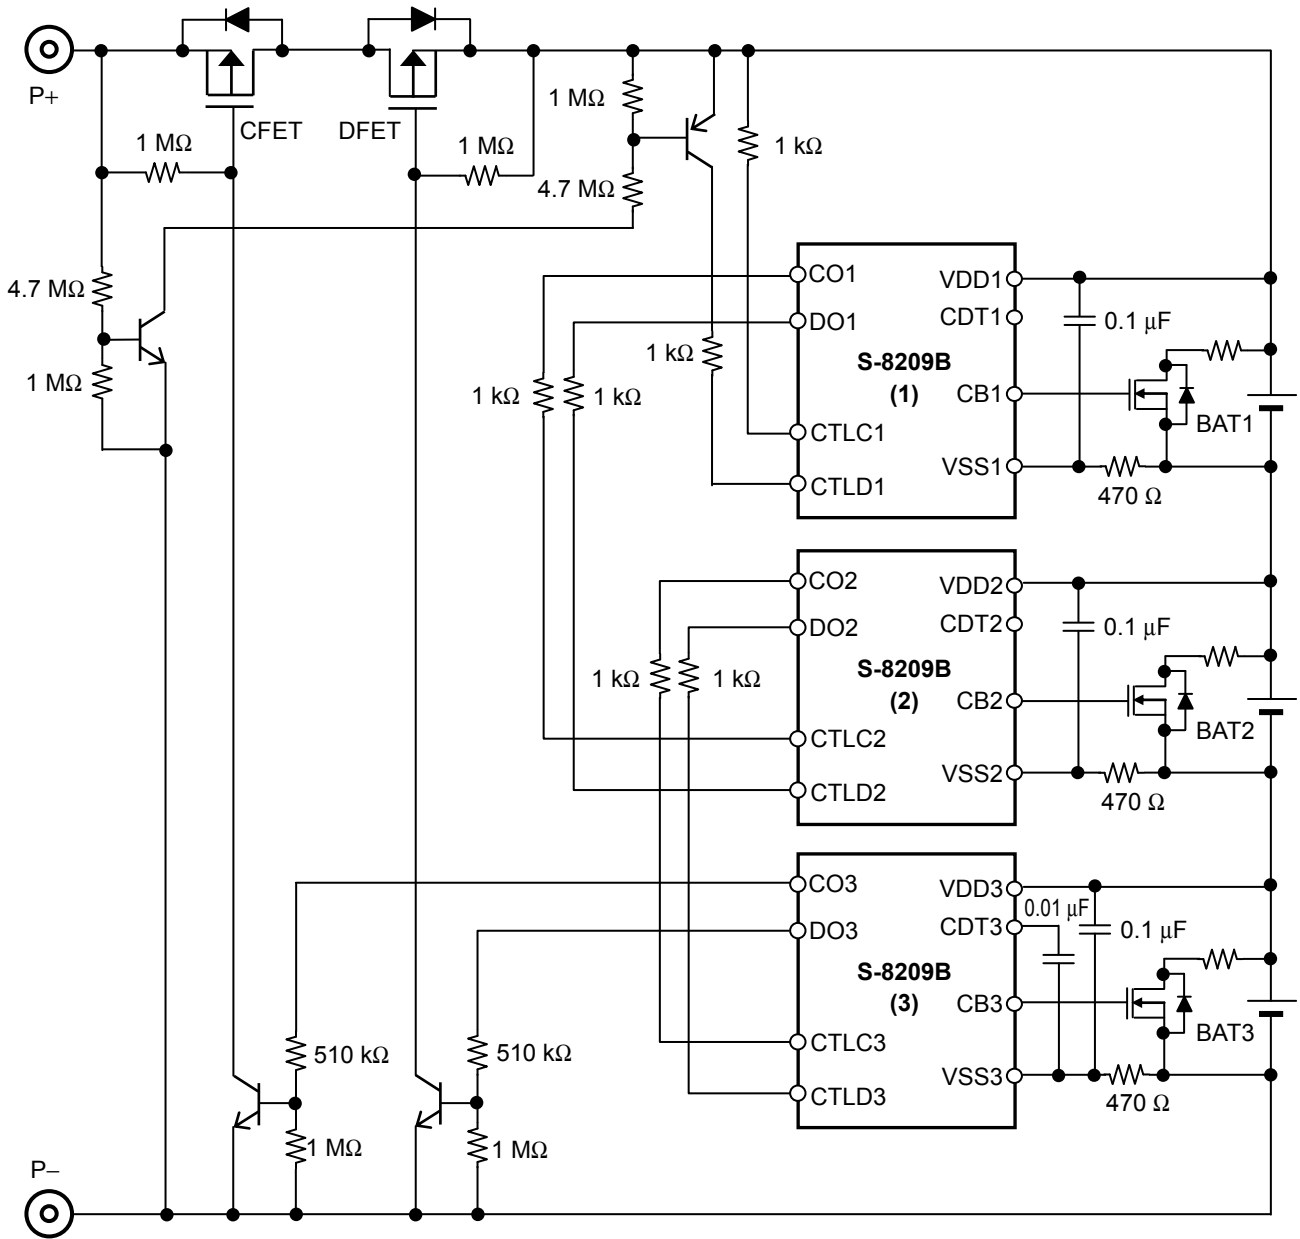 P+
CFET
DFET
1 MΩ
1 MΩ
1 MΩ
1 kΩ
4.7 MΩ
4.7 MΩ
1 MΩ
CO1
VDD1
DO1
CDT1
0.1 μF
S-8209B
(1)
1 kΩ
1 kΩ
1 kΩ
CB1
BAT1
CTLC1
VSS1
CTLD1
470 Ω
CO2
VDD2
DO2
CDT2
0.1 μF
S-8209B
(2)
1 kΩ
1 kΩ
CB2
BAT2
CTLC2
VSS2
CTLD2
470 Ω
CO3
VDD3
0.01 μF
DO3
CDT3
0.1 μF
S-8209B
(3)
CB3
BAT3
510 kΩ
510 kΩ
CTLC3
VSS3
CTLD3
470 Ω
1 MΩ
1 MΩ
P−